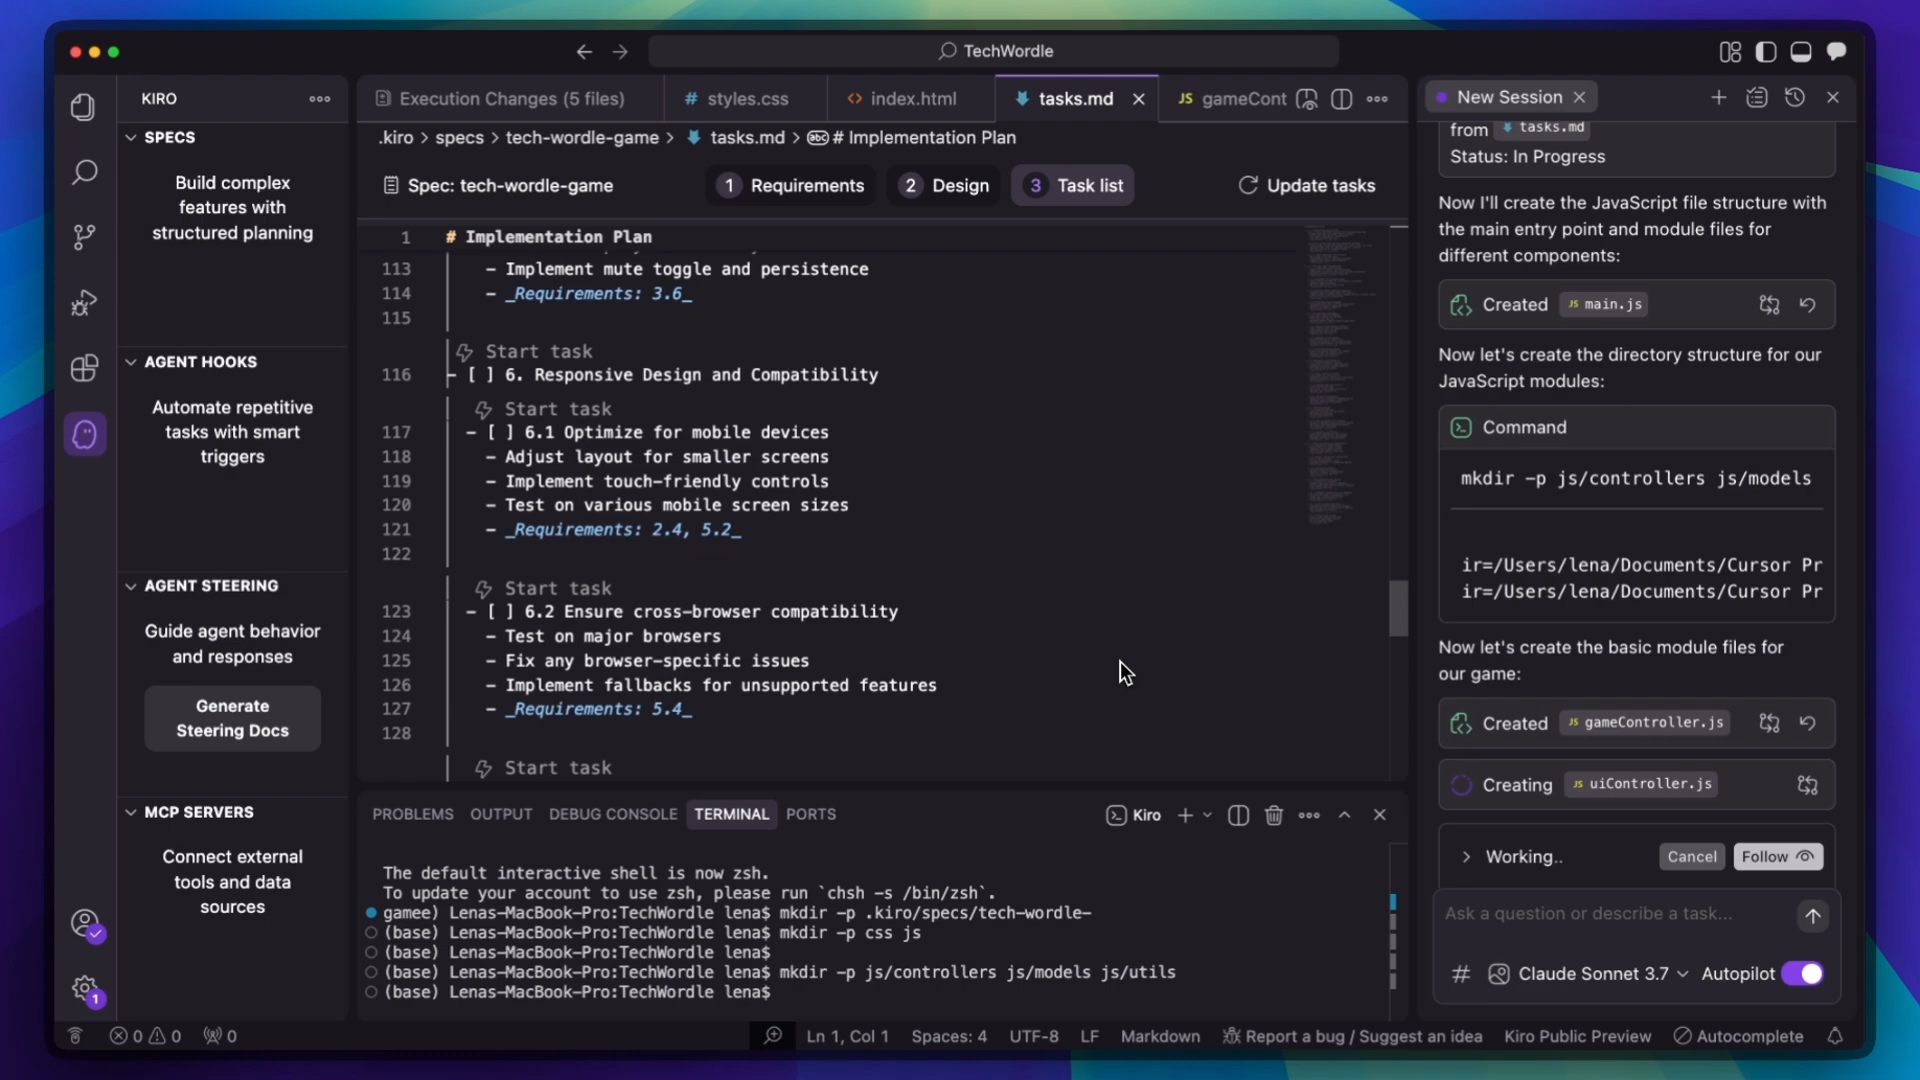 TechWordle
KIRO
SPECS
Build complex
features with
structured planning
AGENT HOOKS
Automate repetitive
tasks with smart
triggers
AGENT STEERING
Guide agent behavior
and responses
Generate
Steering Docs
MCP SERVERS
Connect external
tools and data
sources
1
Execution Changes (5 files)
# styles.css
<> index.html
tasks.md
JS gameCont
.kiro > specs > tech-wordle-game > tasks.md > abc # Implementation Plan
Spec: tech-wordle-game
1 Requirements
2 Design
3 Task list
Update tasks
1 # Implementation Plan
113 - Implement mute toggle and persistence
114 - _Requirements: 3.6_
115
Start task
116 - [ ] 6. Responsive Design and Compatibility
Start task
117 - [ ] 6.1 Optimize for mobile devices
118 - Adjust layout for smaller screens
119 - Implement touch-friendly controls
120 - Test on various mobile screen sizes
121 - _Requirements: 2.4, 5.2_
122
Start task
123 - [ ] 6.2 Ensure cross-browser compatibility
124 - Test on major browsers
125 - Fix any browser-specific issues
126 - Implement fallbacks for unsupported features
127 - _Requirements: 5.4_
128
Start task
PROBLEMS OUTPUT DEBUG CONSOLE TERMINAL PORTS
Kiro
The default interactive shell is now zsh.
To update your account to use zsh, please run `chsh -s /bin/zsh`.
gamee) Lenas-MacBook-Pro:TechWordle lena$ mkdir -p .kiro/specs/tech-wordle-
(base) Lenas-MacBook-Pro:TechWordle lena$ mkdir -p css js
(base) Lenas-MacBook-Pro:TechWordle lena$
(base) Lenas-MacBook-Pro:TechWordle lena$ mkdir -p js/controllers js/models js/utils
(base) Lenas-MacBook-Pro:TechWordle lena$
New Session
from tasks.md
Status: In Progress
Now I'll create the JavaScript file structure with
the main entry point and module files for
different components:
Created JS main.js
Now let's create the directory structure for our
JavaScript modules:
Command
mkdir -p js/controllers js/models
ir=/Users/lena/Documents/Cursor Pr
ir=/Users/lena/Documents/Cursor Pr
Now let's create the basic module files for
our game:
Created JS gameController.js
Creating JS uiController.js
Working..
Cancel
Follow
Ask a question or describe a task...
# Claude Sonnet 3.7
Autopilot
0 0 0
Ln 1, Col 1
Spaces: 4
UTF-8
LF
Markdown
Report a bug / Suggest an idea
Kiro Public Preview
Autocomplete